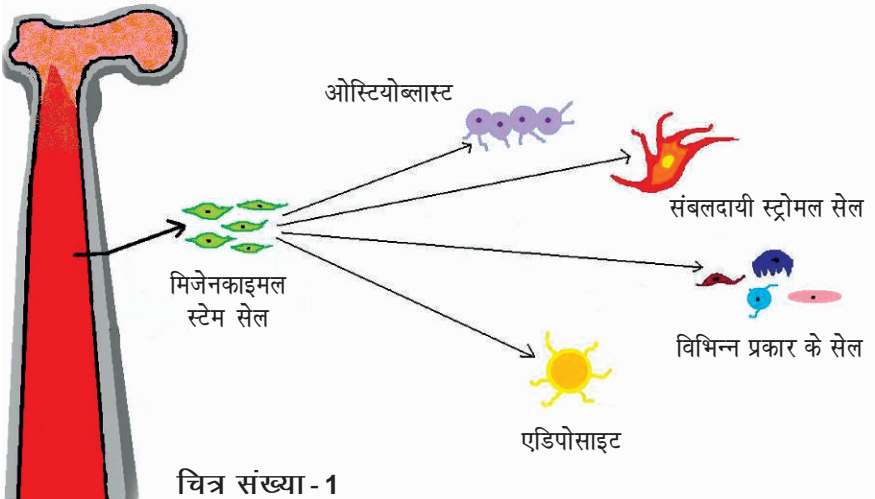 ओस्टियोब्लास्ट
संबलदायी स्ट्रोमल सेल
मिजेनकाइमल
स्टेम सेल
विभिन्न प्रकार के सेल
एडिपोसाइट
चित्र संख्या - 1